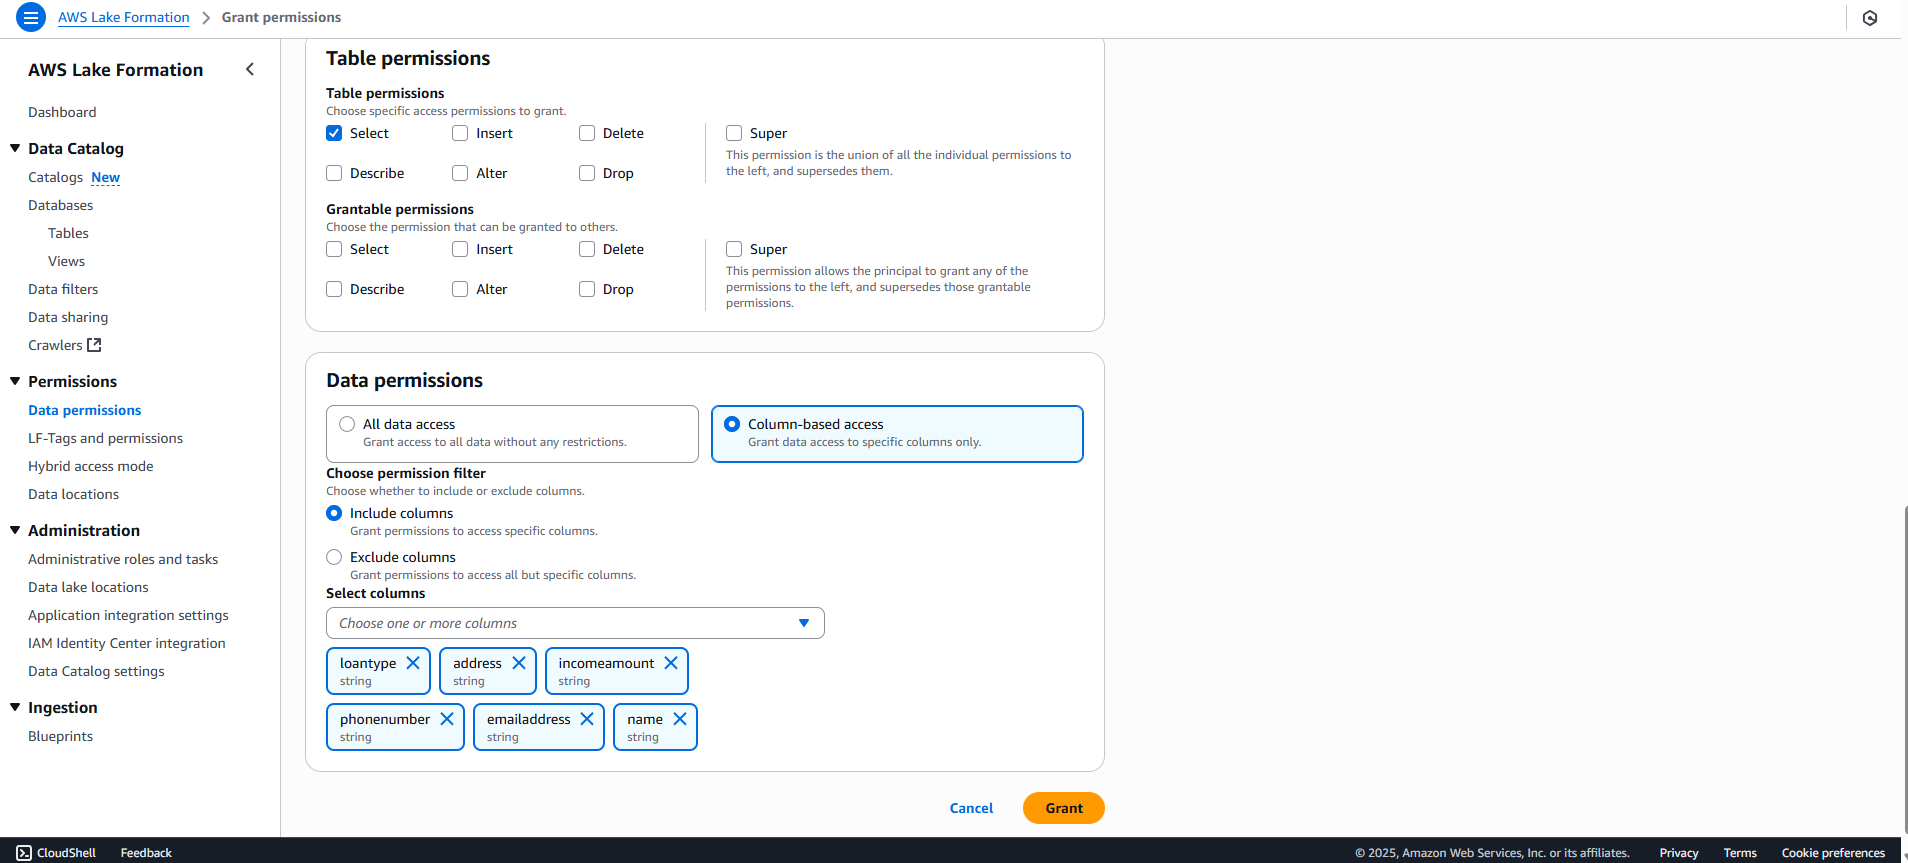 AWS Lake Formation > Grant permissions
AWS Lake Formation
Dashboard
Data Catalog
Catalogs New
Databases
Tables
Views
Data filters
Data sharing
Crawlers
Permissions
Data permissions
LF-Tags and permissions
Hybrid access mode
Data locations
Administration
Administrative roles and tasks
Data lake locations
Application integration settings
IAM Identity Center integration
Data Catalog settings
Ingestion
Blueprints
Table permissions
Table permissions
Choose specific access permissions to grant.
Select Insert Delete
Describe Alter Drop
Super
This permission is the union of all the individual permissions to
the left, and supersedes them.
Grantable permissions
Choose the permission that can be granted to others.
Select Insert Delete
Describe Alter Drop
Super
This permission allows the principal to grant any of the
permissions to the left, and supersedes those grantable
permissions.
Data permissions
All data access
Grant access to all data without any restrictions.
Column-based access
Grant data access to specific columns only.
Choose permission filter
Choose whether to include or exclude columns.
Include columns
Grant permissions to access specific columns.
Exclude columns
Grant permissions to access all but specific columns.
Select columns
Choose one or more columns
loantype address incomeamount
string string string
phonenumber emailaddress name
string string string
Cancel Grant
CloudShell Feedback © 2025, Amazon Web Services, Inc. or its affiliates. Privacy Terms Cookie preferences